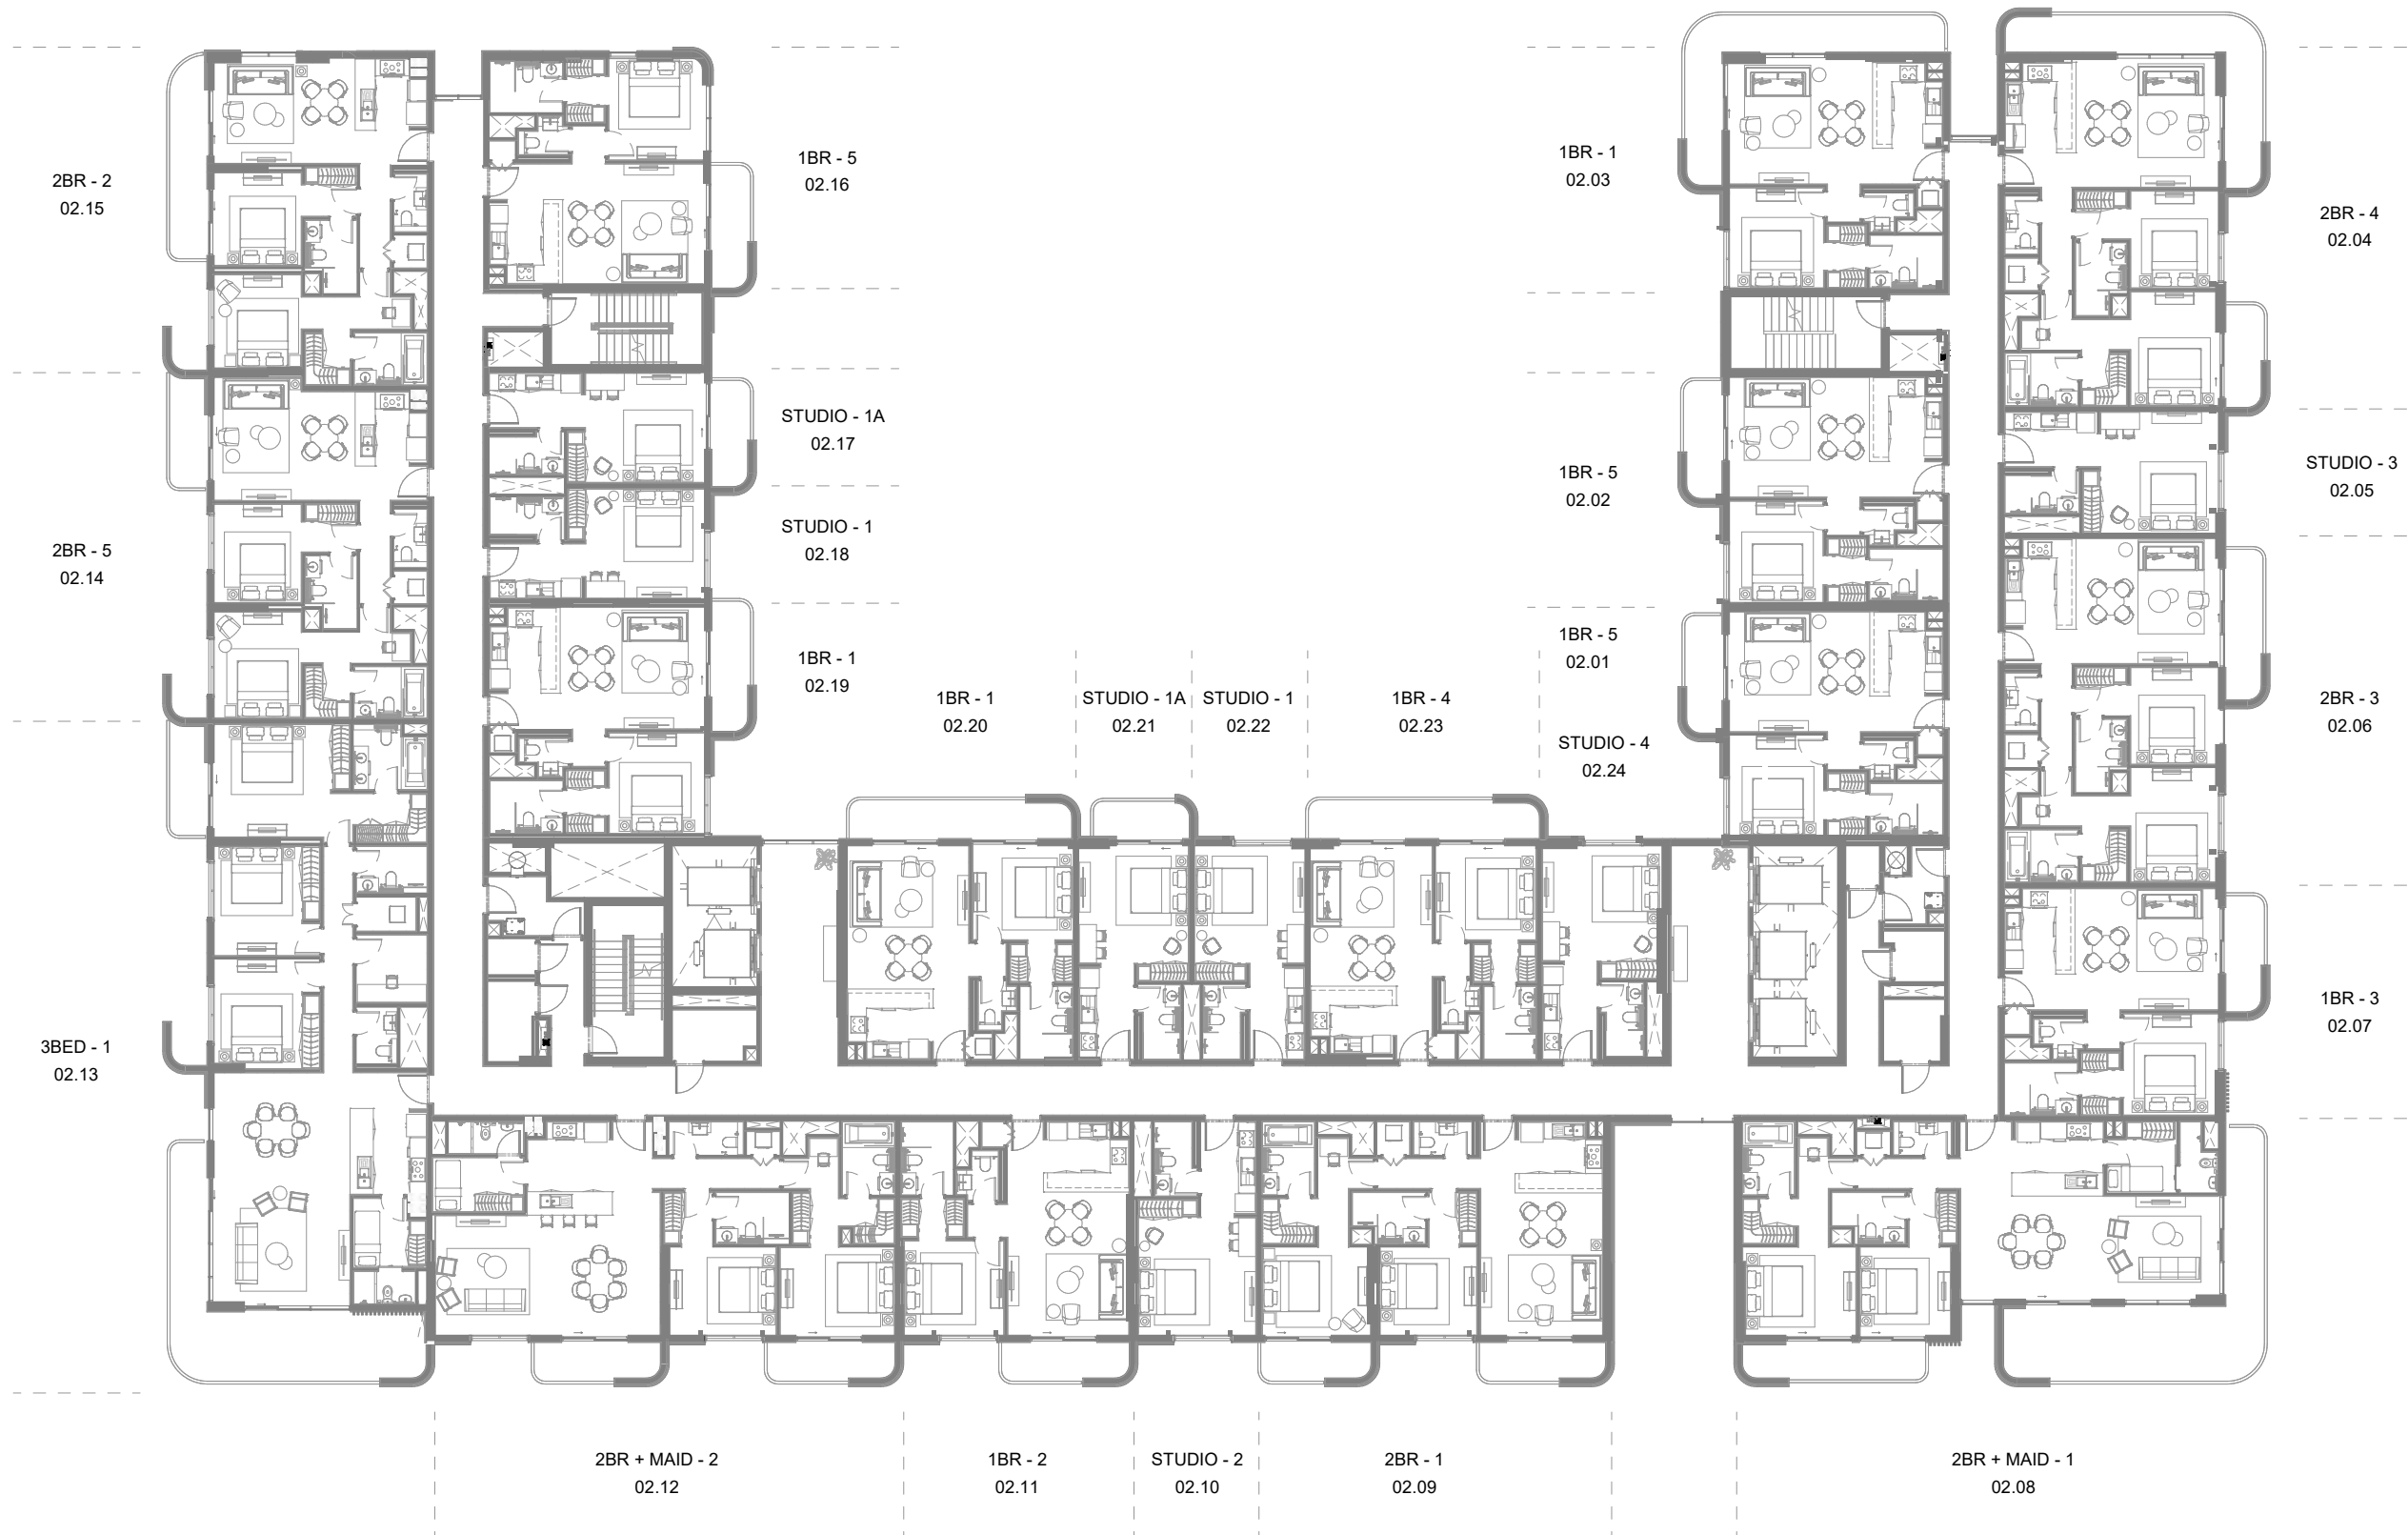 2BR - 2
02.15
1BR - 5
02.16
1BR - 1
02.03
2BR - 4
02.04
STUDIO - 1A
02.17
1BR - 5
02.02
STUDIO - 3
02.05
2BR - 5
02.14
STUDIO - 1
02.18
1BR - 5
02.01
1BR - 1
02.19
1BR - 1
02.20
STUDIO - 1A
02.21
STUDIO - 1
02.22
1BR - 4
02.23
STUDIO - 4
02.24
2BR - 3
02.06
3BED - 1
02.13
1BR - 3
02.07
2BR + MAID - 2
02.12
1BR - 2
02.11
STUDIO - 2
02.10
2BR - 1
02.09
2BR + MAID - 1
02.08